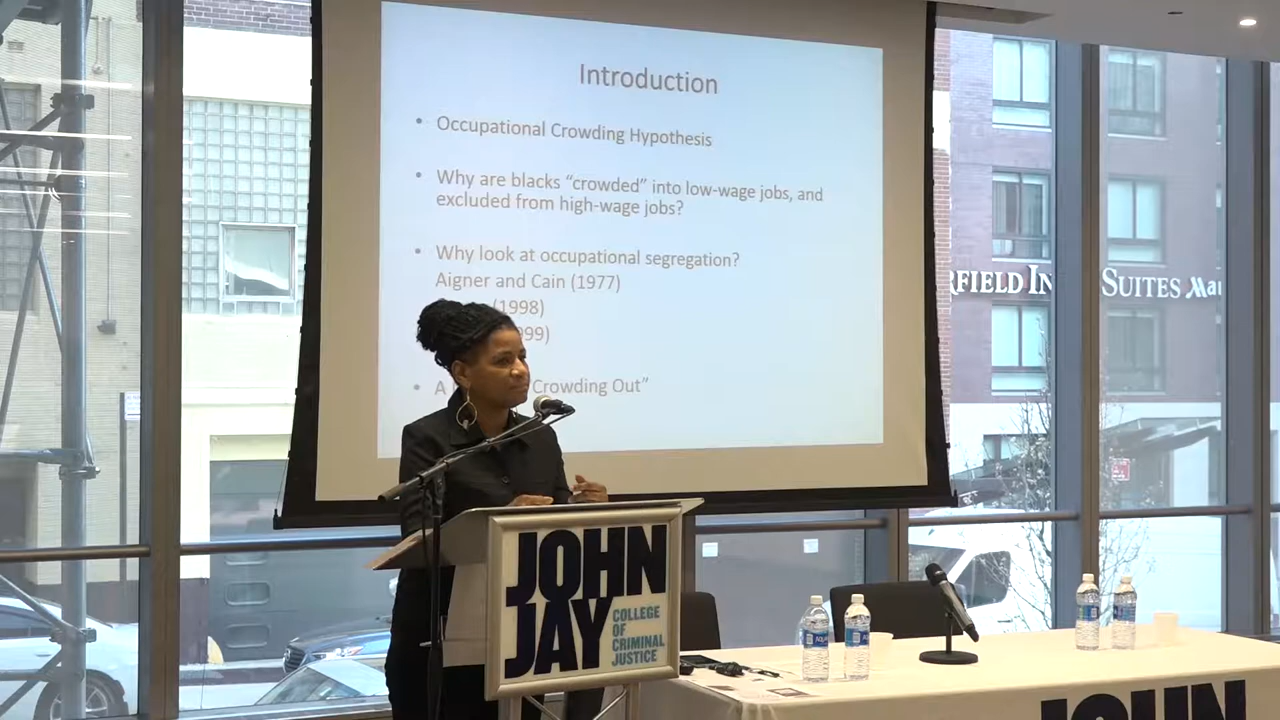 Introduction
• Occupational Crowding Hypothesis
• Why are blacks “crowded” into low-wage jobs, and
excluded from high-wage jobs?
• Why look at occupational segregation?
Aigner and Cain (1977)
(1998)
• A Crowding Out”
RFIELD IN
SUITES
JOHN
JAY
COLLEGE
OF
CRIMINAL
JUSTICE
JOHN